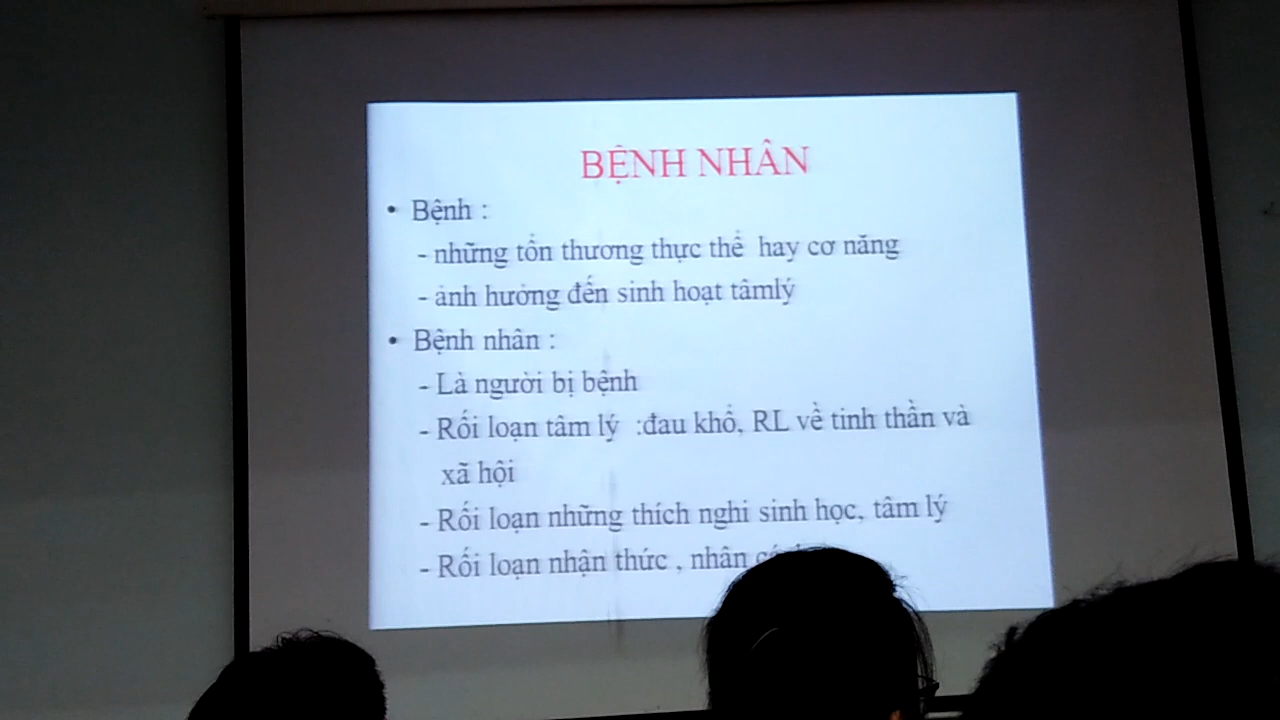 BỆNH NHÂN
• Bệnh :
- những tổn thương thực thể hay cơ năng
- ảnh hưởng đến sinh hoạt tâmlý
• Bệnh nhân :
- Là người bị bệnh
- Rối loạn tâm lý :đau khổ, RL về tinh thần và
xã hội
- Rối loạn những thích nghi sinh học, tâm lý
- Rối loạn nhận thức , nhân